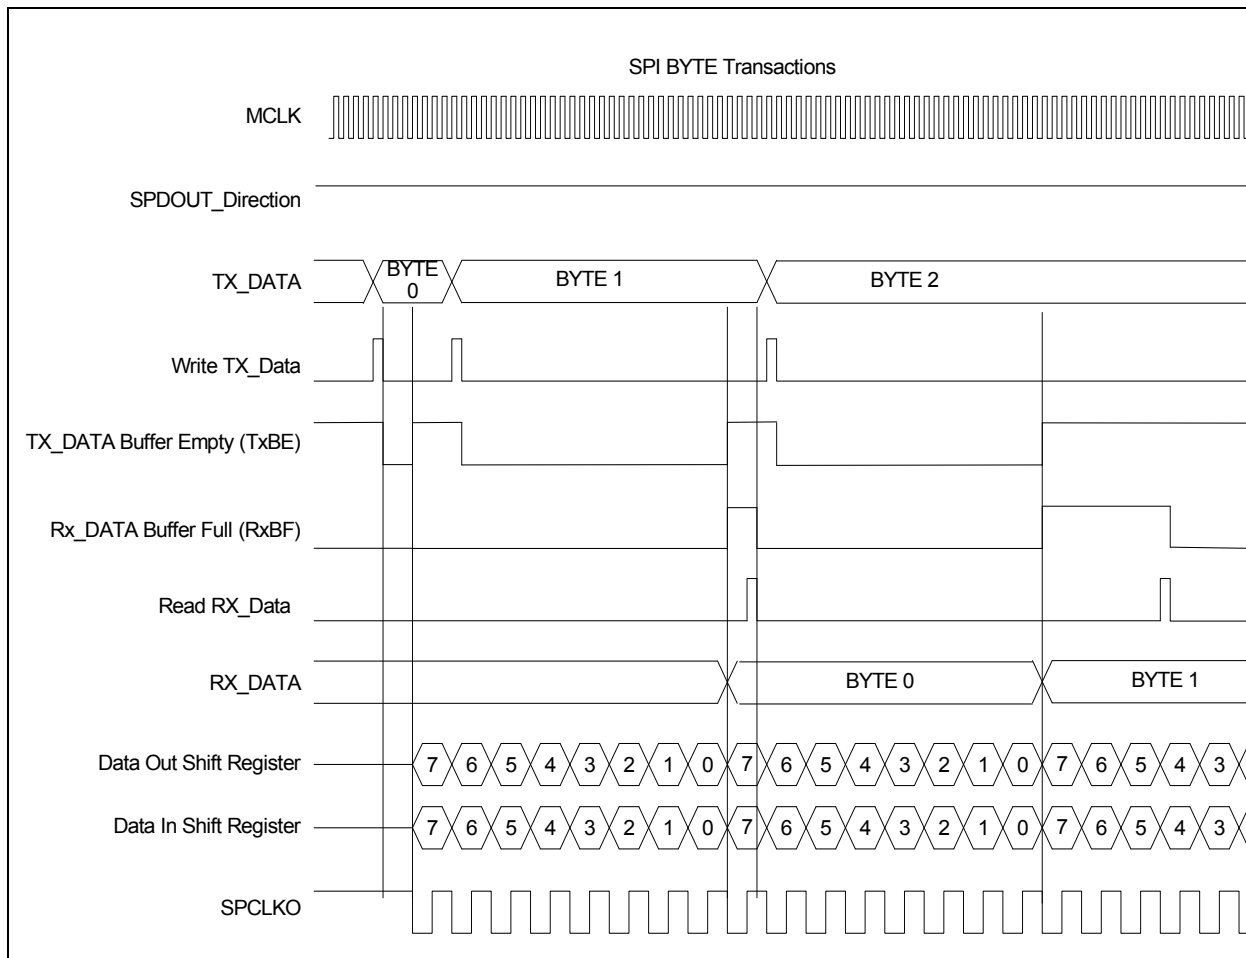 SPI BYTE Transactions
MCLK
SPDOUT_Direction
TX_DATA
BYTE
0
BYTE 1
BYTE 2
Write TX_Data
TX_DATA Buffer Empty (TxBE)
Rx_DATA Buffer Full (RxBF)
Read RX_Data
RX_DATA
BYTE 0
BYTE 1
Data Out Shift Register
7 6 5 4 3 2 1 0 7 6 5 4 3 2 1 0 7 6 5 4 3
Data In Shift Register
7 6 5 4 3 2 1 0 7 6 5 4 3 2 1 0 7 6 5 4 3
SPCLKO